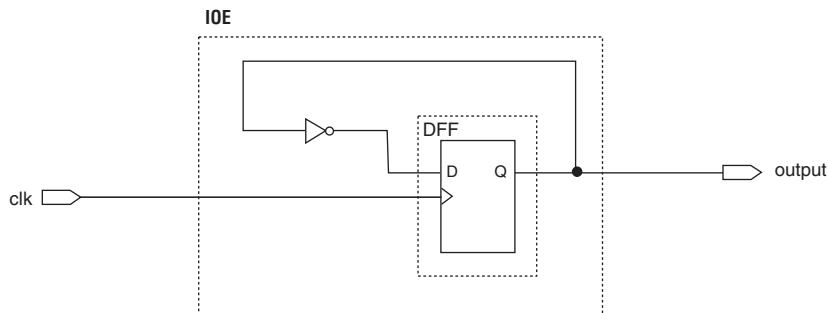 IOE
DFF
D
Q
output
clk